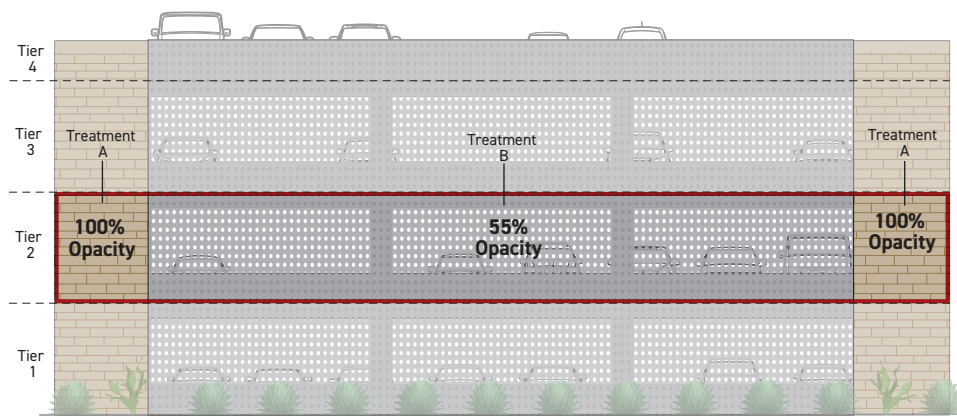 Tier
4
Treatment
A
Treatment
B
Treatment
A
Tier
3
100%
Opacity
55%
Opacity
100%
Opacity
Tier
2
Tier
1